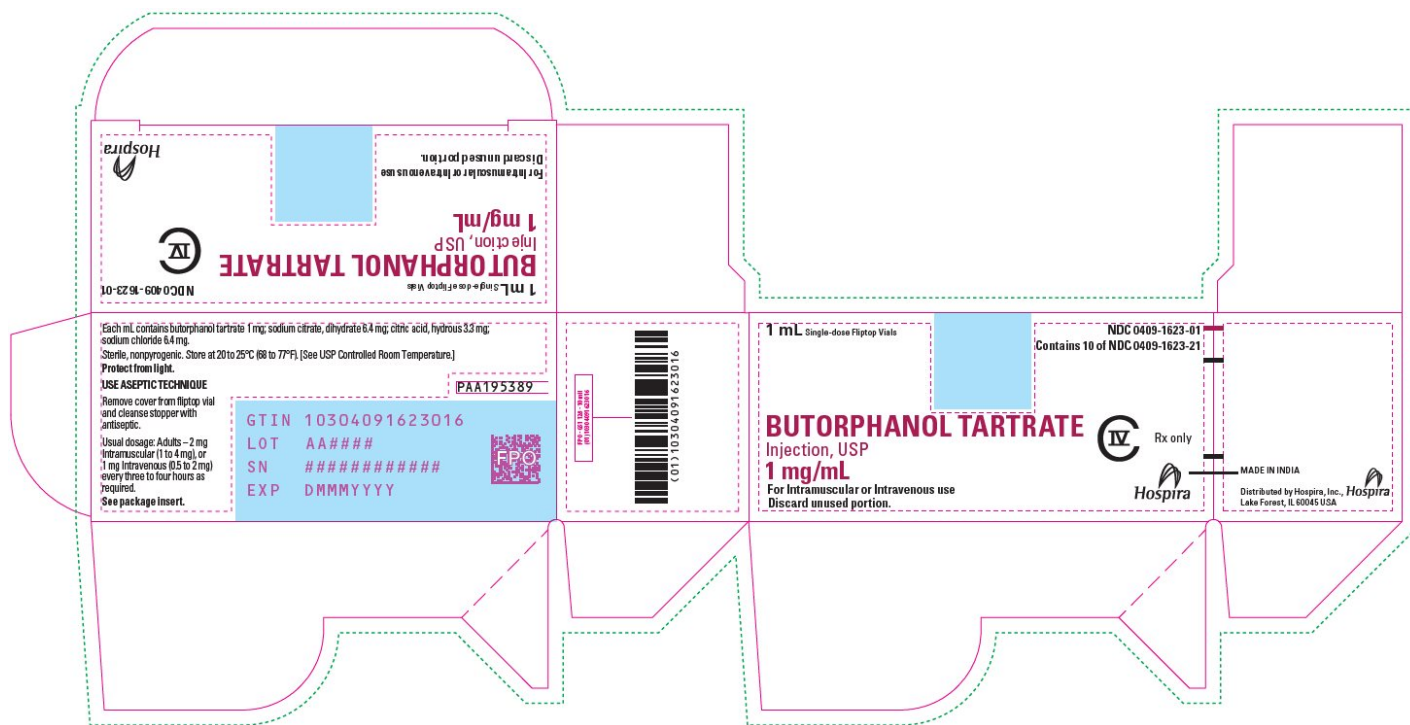 Hospira
For Intramuscular or Intravenous use
Discard unused portion.
BUTORPHANOL TARTRATE
Injection, USP
1 mg/mL
CIV
1 mL Single-dose Fliptop Vials
NDC 0409-1623-01
Each mL contains butorphanol tartrate 1 mg; sodium citrate, dihydrate 6.4 mg; citric acid, hydrous 3.3 mg;
sodium chloride 6.4 mg.
Sterile, nonpyrogenic. Store at 20 to 25°C (68 to 77°F). [See USP Controlled Room Temperature.]
Protect from light.
USE ASEPTIC TECHNIQUE
Remove cover from fliptop vial
and cleanse stopper with
antiseptic.
Usual dosage: Adults – 2 mg
Intramuscular (1 to 4 mg), or
1 mg Intravenous (0.5 to 2 mg)
every three to four hours as
required.
See package insert.
PAA195389
GTIN 10304091623016
LOT AA####
SN ############
EXP DMMMYYYY
FPO
(01)10304091623016
(01)10304091623016
1 mL Single-dose Fliptop Vials
NDC 0409-1623-01
Contains 10 of NDC 0409-1623-21
BUTORPHANOL TARTRATE
Injection, USP
1 mg/mL
For Intramuscular or Intravenous use
Discard unused portion.
CIV
Rx only
Hospira
MADE IN INDIA
Distributed by Hospira, Inc.,
Lake Forest, IL 60045 USA
Hospira